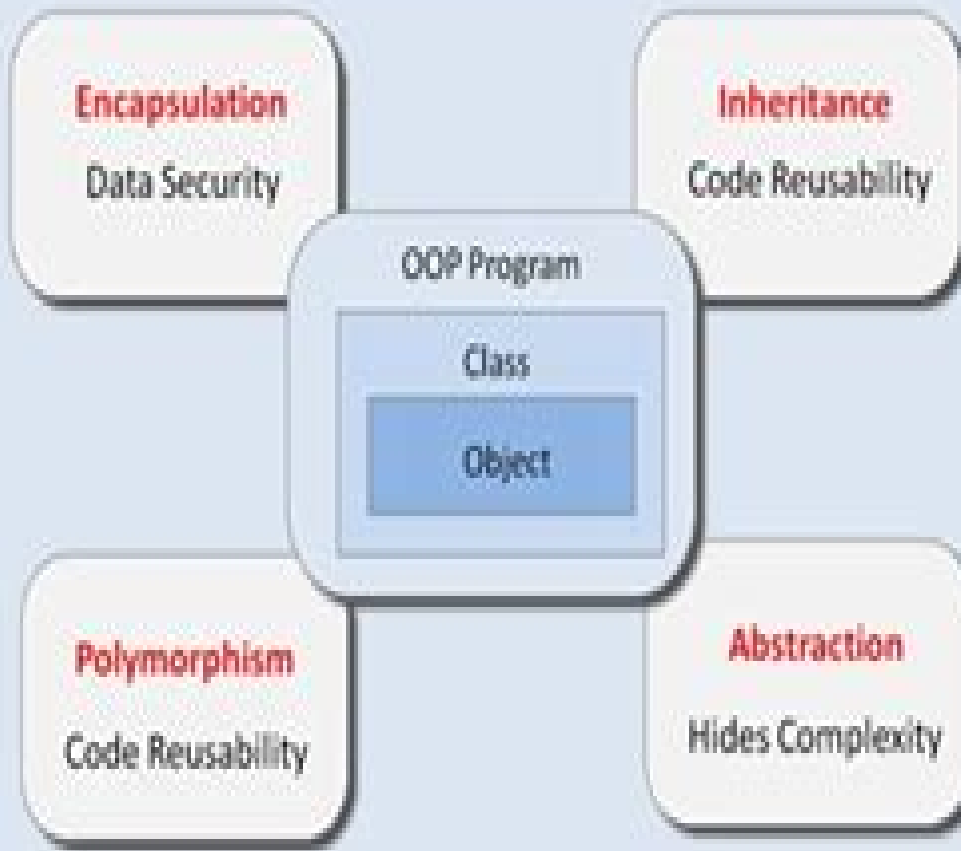 Encapsulation
Data Security
Inheritance
Code Reusability
OOP Program
Class
Object
Polymorphism
Code Reusability
Abstraction
Hides Complexity